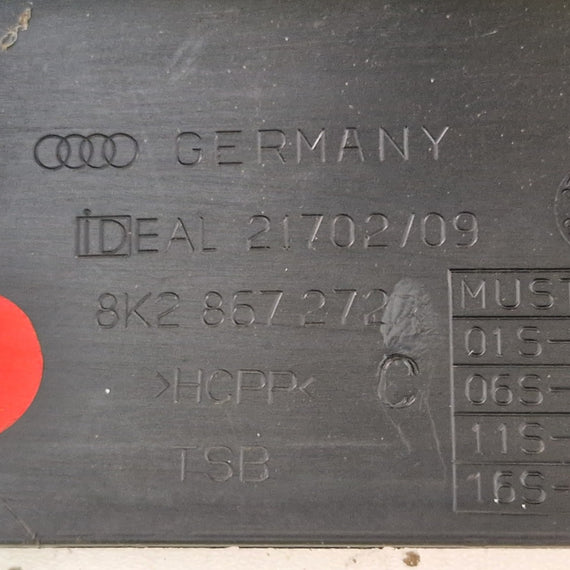 GERMANY
iDEAL 21702/09
8K2 867 272
>HCPP<
C
TSB
MUST
01S-
06S-
11S-
16S-